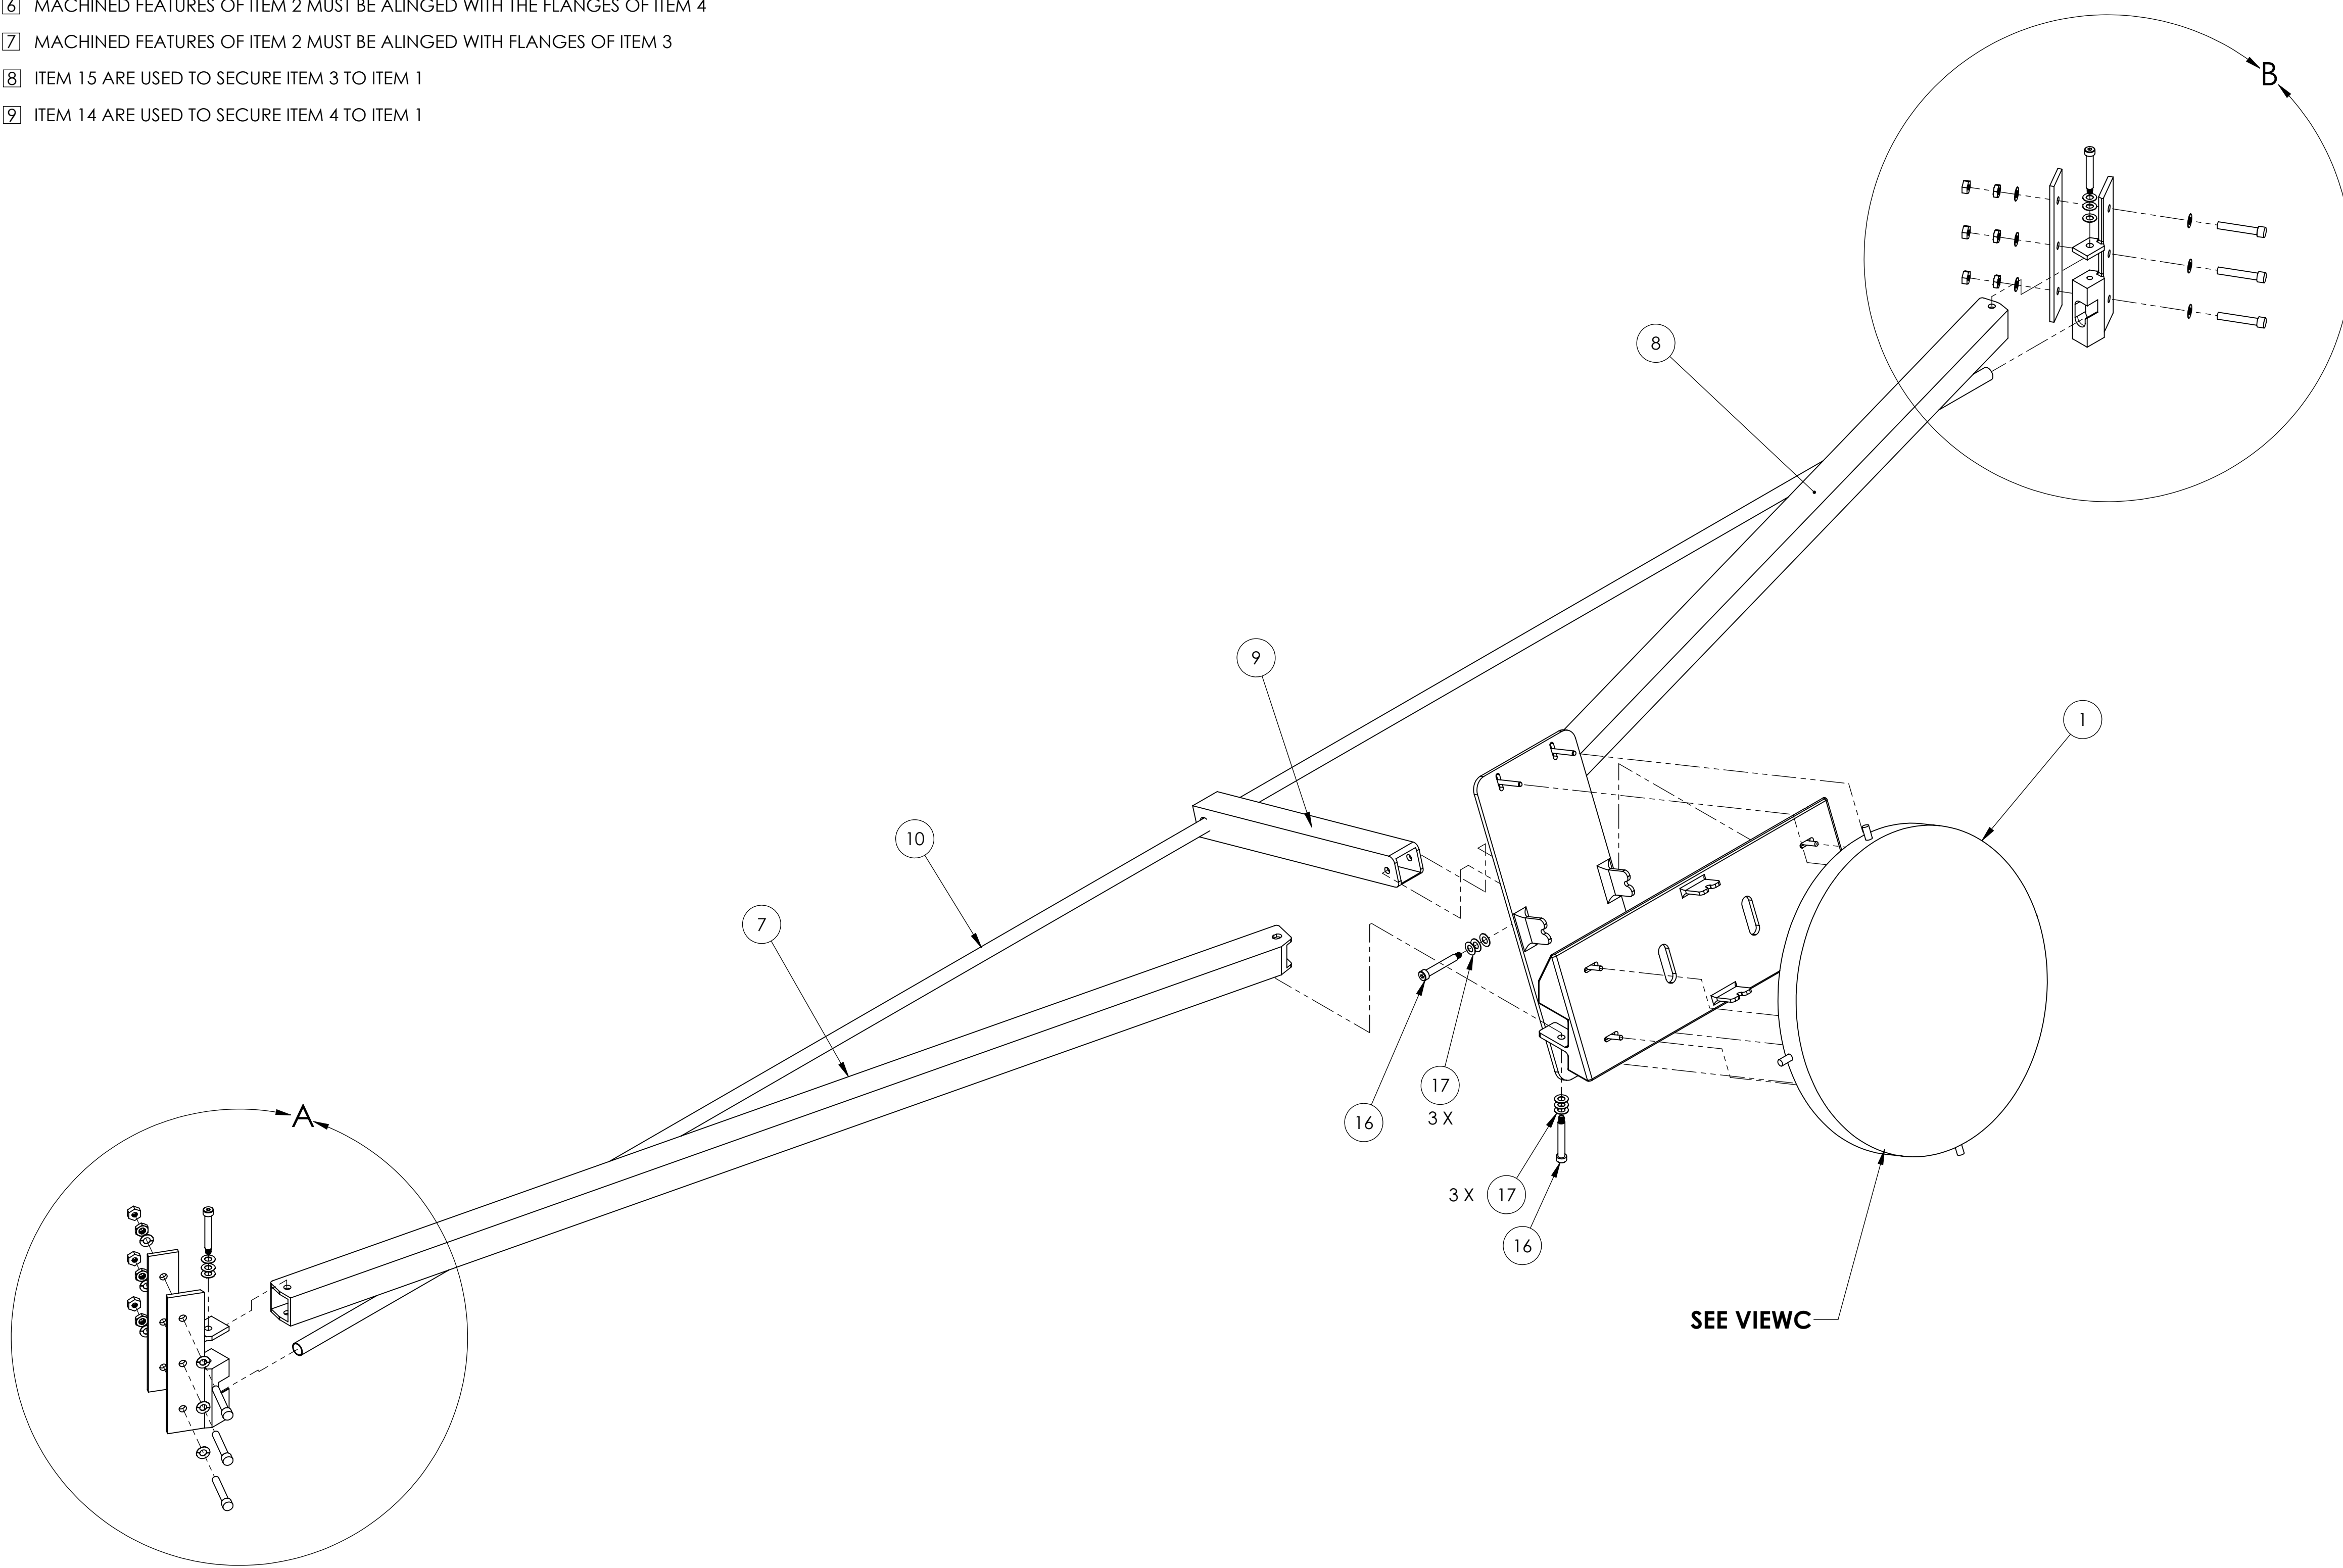 6 MACHINED FEATURES OF ITEM 2 MUST BE ALINGED WITH THE FLANGES OF ITEM 4
7 MACHINED FEATURES OF ITEM 2 MUST BE ALINGED WITH FLANGES OF ITEM 3
8 ITEM 15 ARE USED TO SECURE ITEM 3 TO ITEM 1
9 ITEM 14 ARE USED TO SECURE ITEM 4 TO ITEM 1
B
8
9
1
10
7
A
17
3 X
16
3 X 17
16
SEE VIEWC